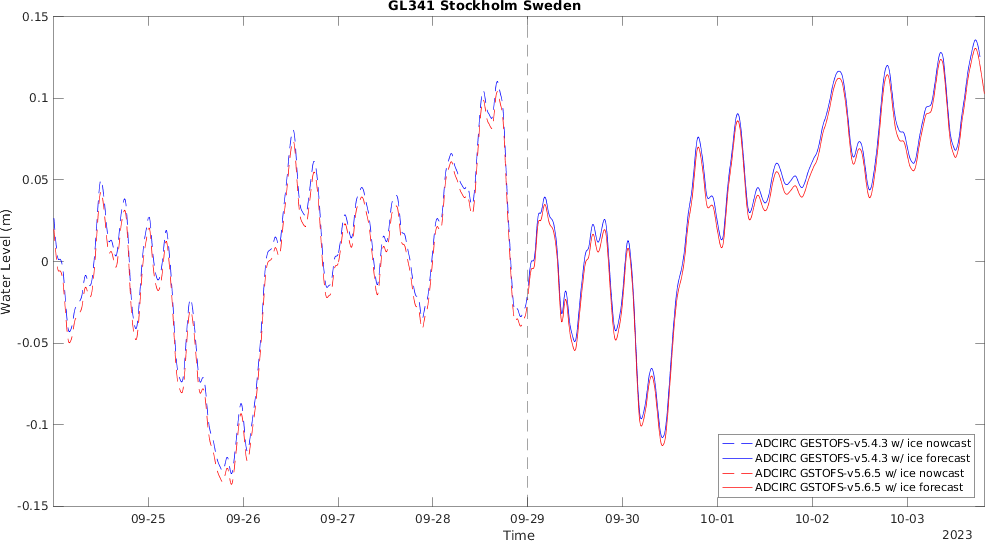 GL341 Stockholm Sweden
0.15
0.1
0.05
0
-0.05
-0.1
-0.15
Water Level (m)
ADCIRC GESTOFS-v5.4.3 w/ ice nowcast
ADCIRC GESTOFS-v5.4.3 w/ ice forecast
ADCIRC GSTOFS-v5.6.5 w/ ice nowcast
ADCIRC GSTOFS-v5.6.5 w/ ice forecast
09-25 09-26 09-27 09-28 09-29 09-30 10-01 10-02 10-03
Time
2023